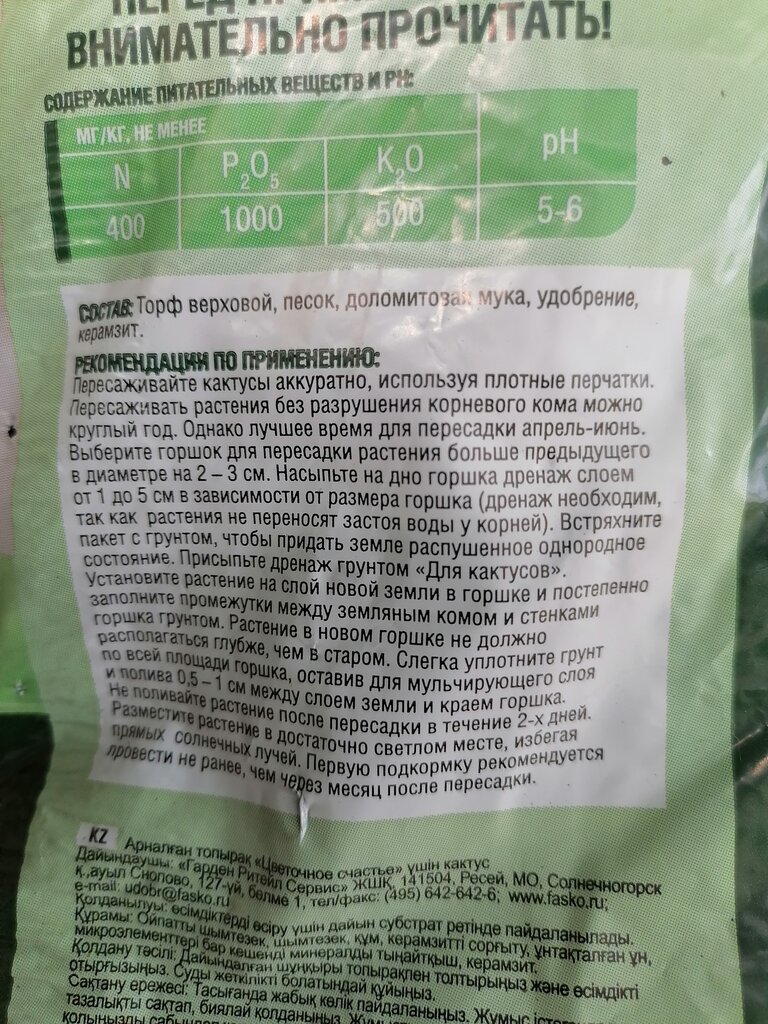 ВНИМАТЕЛЬНО ПРОЧИТАТЬ!
СОДЕРЖАНИЕ ПИТАТЕЛЬНЫХ ВЕЩЕСТВ И PH:
МГ/КГ, НЕ МЕНЕЕ
N P2O5 K2O pH
400 1000 500 5-6
СОСТАВ: Торф верховой, песок, доломитовая мука, удобрение,
керамзит.
РЕКОМЕНДАЦИИ ПО ПРИМЕНЕНИЮ:
Пересаживайте кактусы аккуратно, используя плотные перчатки.
Пересаживать растения без разрушения корневого кома можно
круглый год. Однако лучшее время для пересадки апрель-июнь.
Выберите горшок для пересадки растения больше предыдущего
в диаметре на 2 – 3 см. Насыпьте на дно горшка дренаж слоем
от 1 до 5 см в зависимости от размера горшка (дренаж необходим,
так как растения не переносят застоя воды у корней). Встряхните
пакет с грунтом, чтобы придать земле распушенное однородное
состояние. Присыпьте дренаж грунтом «Для кактусов».
Установите растение на слой новой земли в горшке и постепенно
заполните промежутки между земляным комом и стенками
горшка грунтом. Растение в новом горшке не должно
располагаться глубже, чем в старом. Слегка уплотните грунт
по всей площади горшка, оставив для мульчирующего слоя
и полива 0,5 – 1 см между слоем земли и краем горшка.
Не поливайте растение после пересадки в течение 2-х дней.
Разместите растение в достаточно светлом месте, избегая
прямых солнечных лучей. Первую подкормку рекомендуется
провести не ранее, чем через месяц после пересадки.
KZ Арналған топырақ «Цветочное счастье» үшін кактус
Дайындаушы: «Гарден Ритейл Сервис» ЖШҚ, 141504, Ресей, МО, Солнечногорск
қ.,ауыл Снопово, 127-үй, бөлме 1, тел/факс: (495) 642-642-6; www.fasko.ru;
e-mail: udobr@fasko.ru
Қолданылуы: өсімдіктерді өсіру үшін дайын субстрат ретінде пайдаланылады.
Құрамы: Ойпатты шымтезек, шымтезек, құм, керамзитті сорғыту, ұнтақталған ұн,
микроэлементтері бар кешенді минералды тыңайтқыш, керамзит.
Қолдану тәсілі: Дайындалған шұңқырды топырақпен толтырыңыз және өсімдікті
отырғызыңыз. Суды жеткілікті болатындай құйыңыз.
Сақтану ережесі: Тасығанда жабық көлік пайдаланыңыз. Жұмыс
тазалықты сақтап, биялай қолданыңыз.
қолыңызды